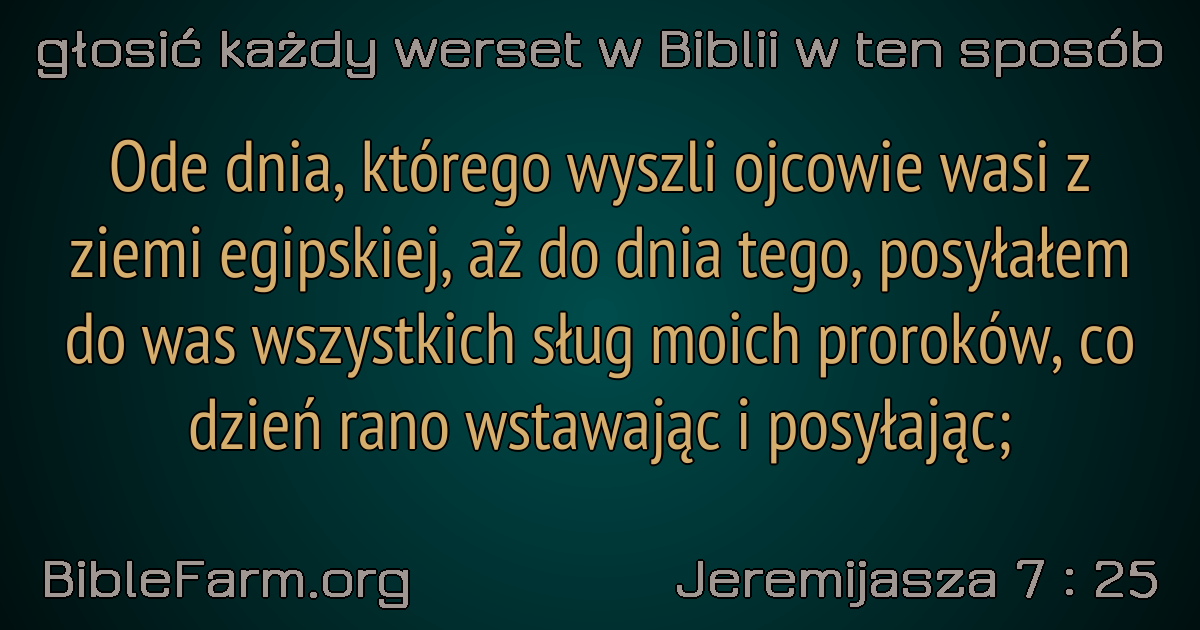 głosić każdy werset w Biblii w ten sposób
Ode dnia, którego wyszli ojcowie wasi z
ziemi egipskiej, aż do dnia tego, posyłałem
do was wszystkich sług moich proroków, co
dzień rano wstawając i posyłając;
BibleFarm.org
Jeremijasza 7 : 25